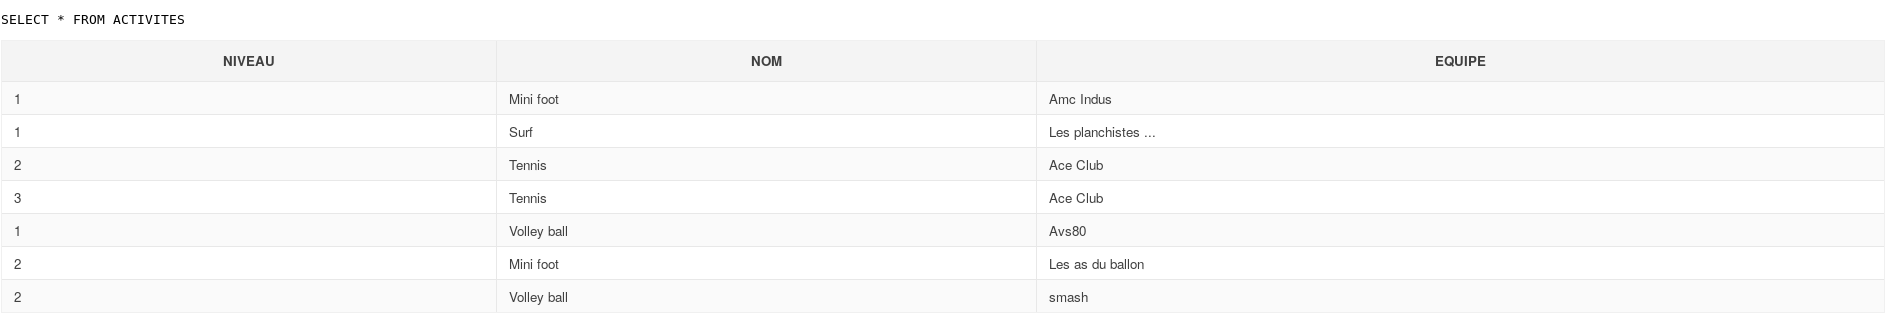 SELECT * FROM ACTIVITES
NIVEAU NOM EQUIPE
1 Mini foot Amc Indus
1 Surf Les planchistes ...
2 Tennis Ace Club
3 Tennis Ace Club
1 Volley ball Avs80
2 Mini foot Les as du ballon
2 Volley ball smash